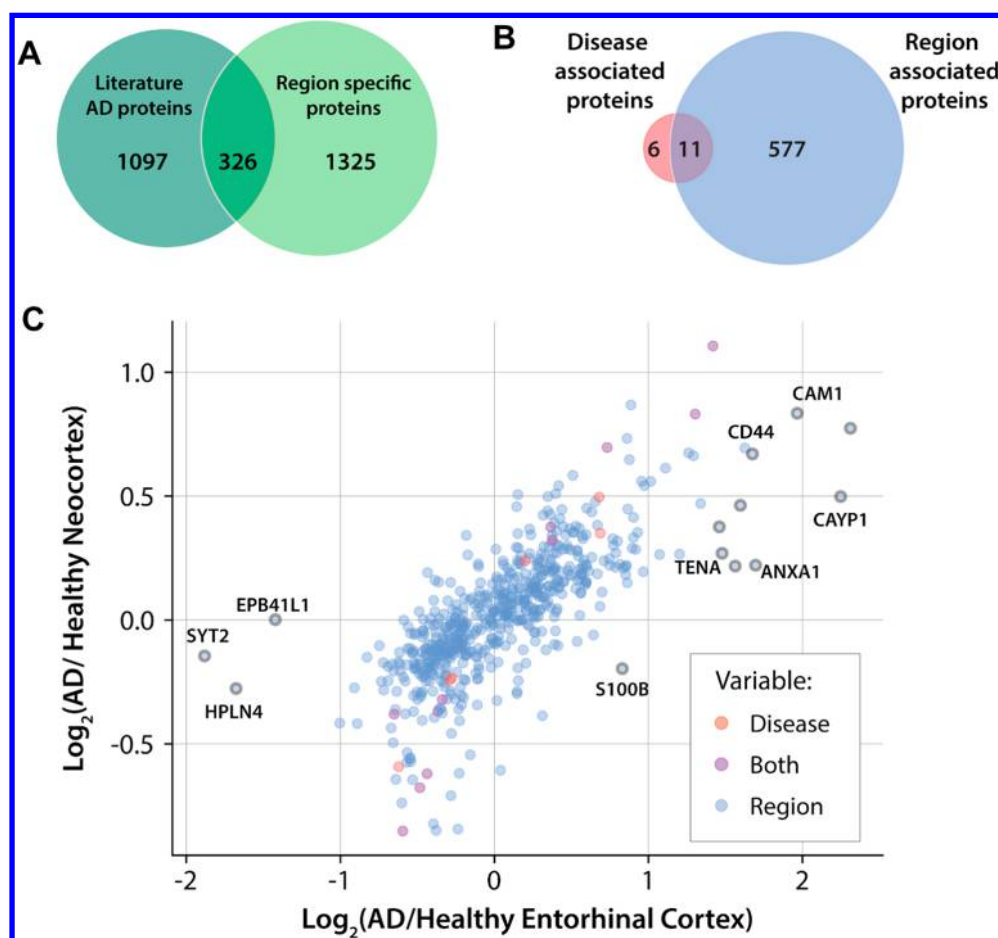 A
Literature
AD proteins
Region specific
proteins
1097
326
1325
B
Disease
associated
proteins
Region
associated
proteins
6
11
577
C
Log2(AD/ Healthy Neocortex)
1.0
0.5
0.0
-0.5
CAM1
CD44
CAYP1
TENA
ANXA1
EPB41L1
SYT2
HPLN4
S100B
Variable:
Disease
Both
Region
-2
-1
0
1
2
Log2(AD/Healthy Entorhinal Cortex)